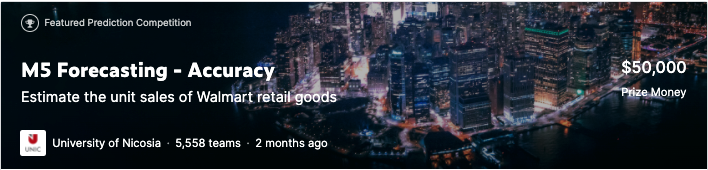 Featured Prediction Competition
M5 Forecasting - Accuracy
Estimate the unit sales of Walmart retail goods
$50,000
Prize Money
UNIC
University of Nicosia · 5,558 teams · 2 months ago